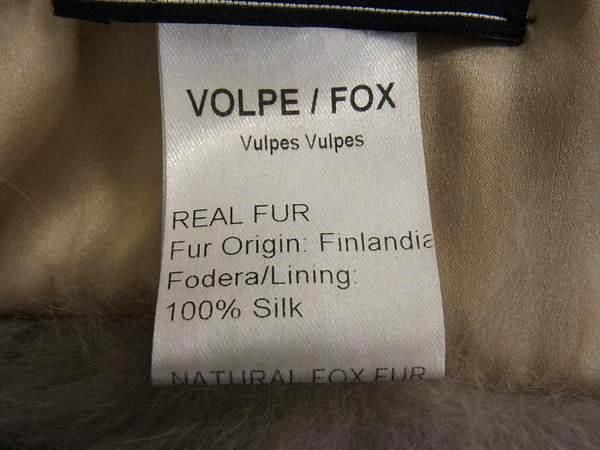 VOLPE / FOX
Vulpes Vulpes
REAL FUR
Fur Origin: Finlandia
Fodera/Lining:
100% Silk
NATURAL FOX FUR